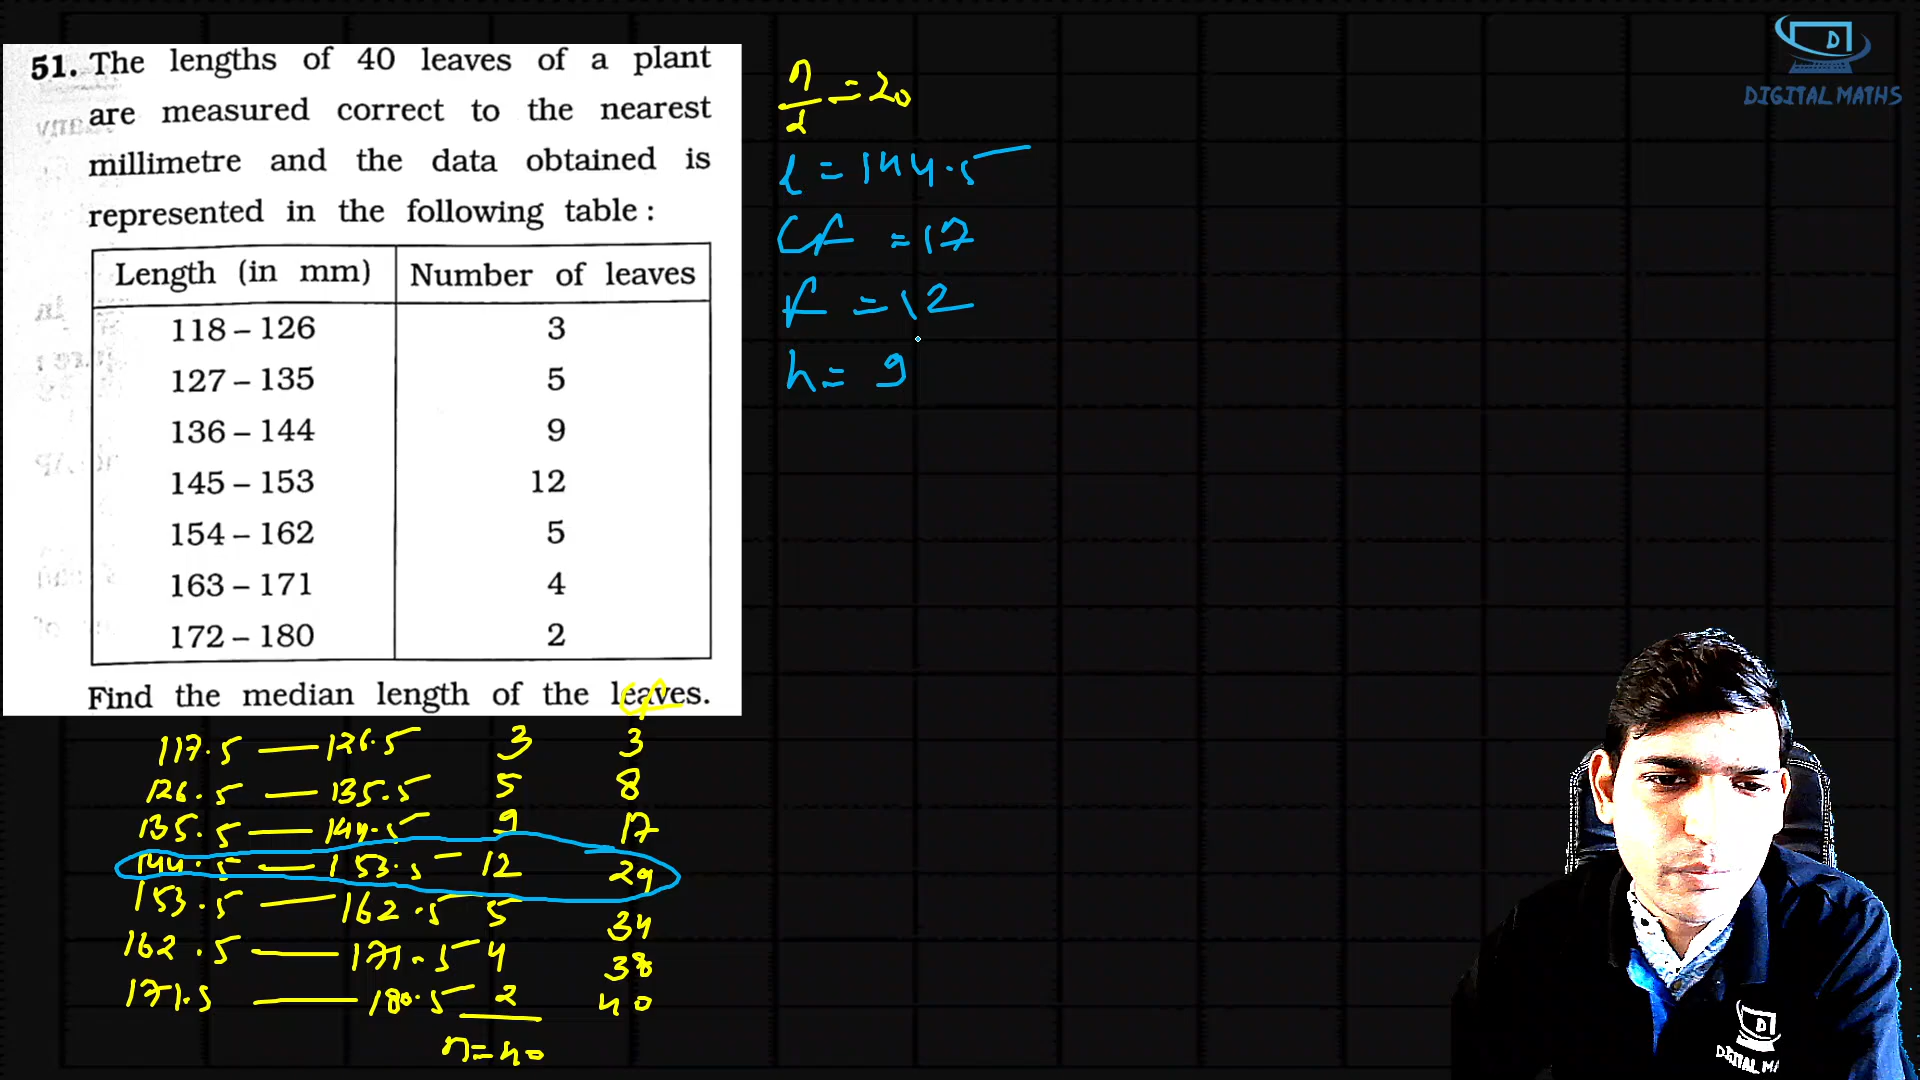 51. The lengths of 40 leaves of a plant
are measured correct to the nearest
millimetre and the data obtained is
represented in the following table :
Length (in mm) Number of leaves
118 – 126 3
127 – 135 5
136 – 144 9
145 – 153 12
154 – 162 5
163 – 171 4
172 – 180 2
Find the median length of the leaves.
cf
117.5 — 126.5 3 3
126.5 — 135.5 5 8
135.5 — 144.5 9 17
144.5 — 153.5 12 29
153.5 — 162.5 5 34
162.5 — 171.5 4 38
171.5 — 180.5 2 40
n=40
n/2 = 20
l = 144.5
cf = 17
f = 12
h = 9
D
DIGITAL MATHS
D
DIGITAL MA